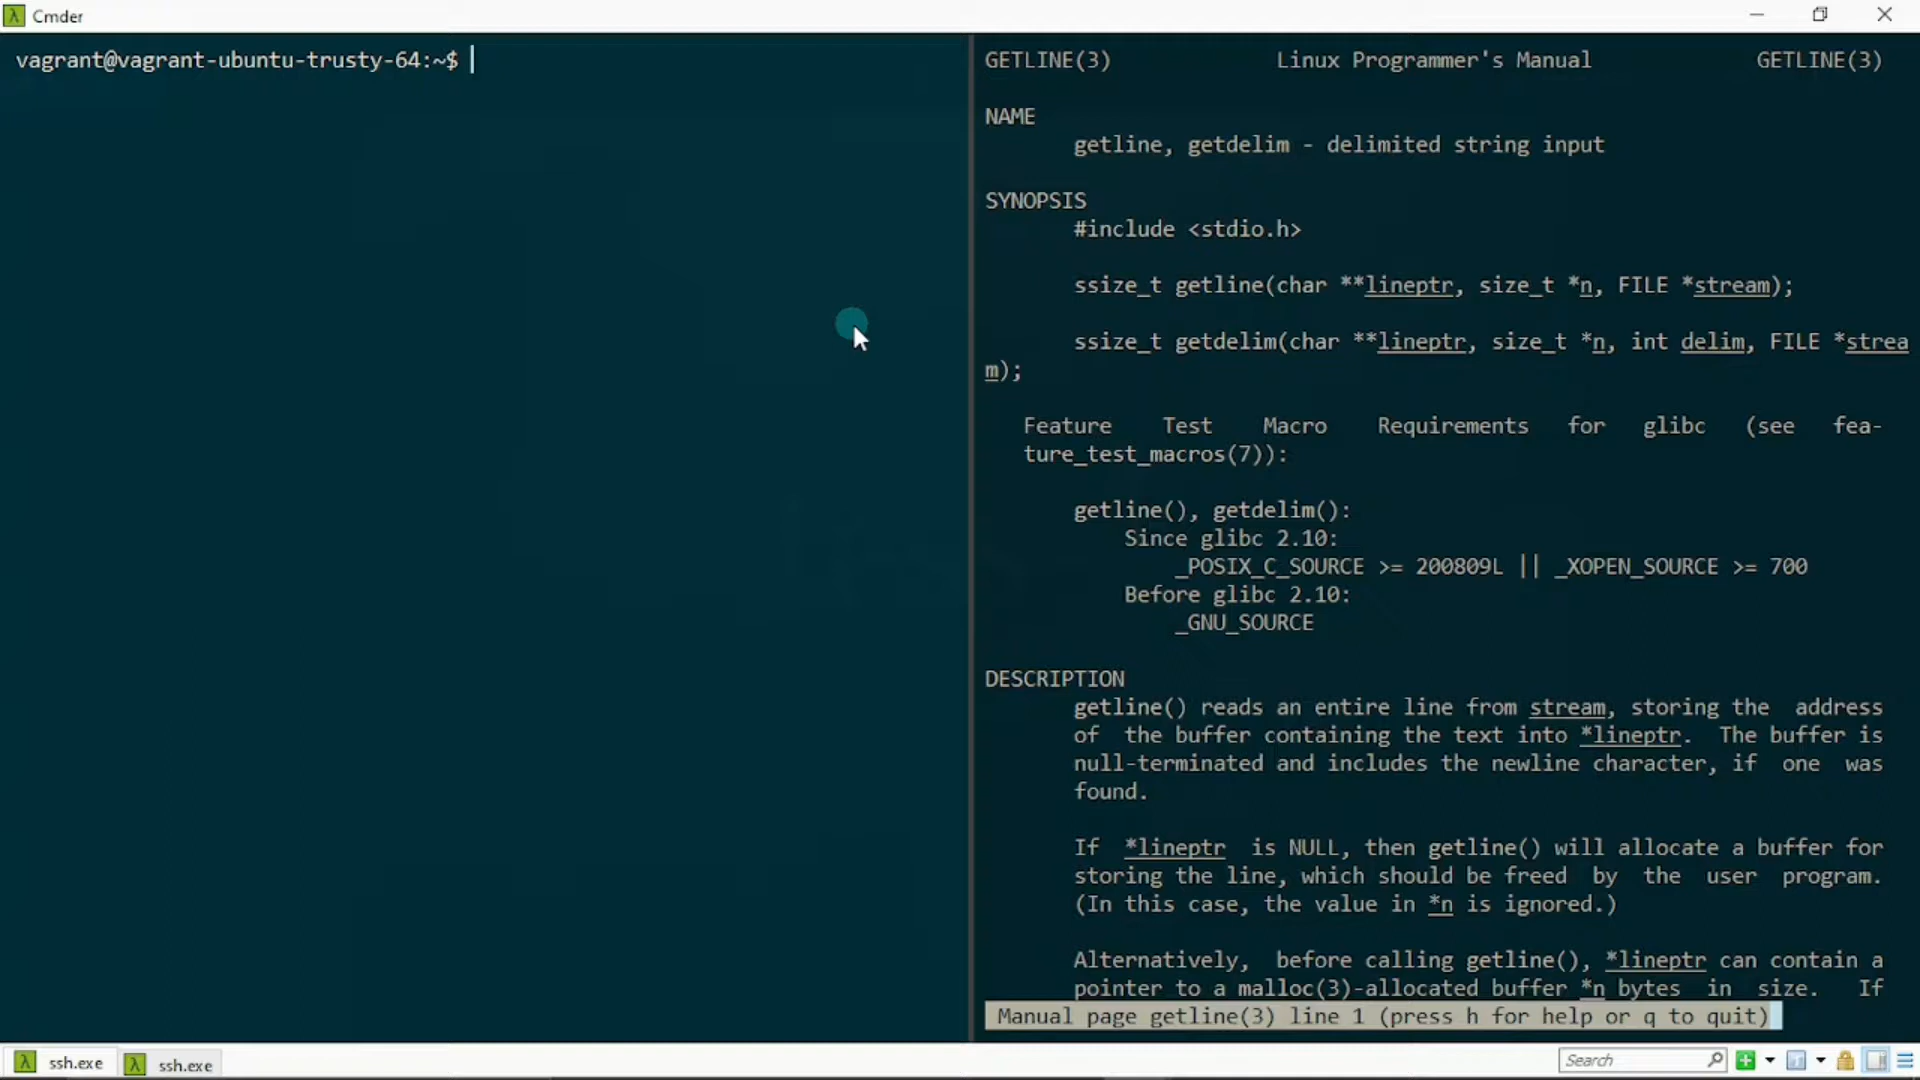 Cmder
vagrant@vagrant-ubuntu-trusty-64:~$
GETLINE(3) Linux Programmer's Manual GETLINE(3)
NAME
getline, getdelim - delimited string input
SYNOPSIS
#include <stdio.h>
ssize_t getline(char **lineptr, size_t *n, FILE *stream);
ssize_t getdelim(char **lineptr, size_t *n, int delim, FILE *strea
m);
Feature Test Macro Requirements for glibc (see fea-
ture_test_macros(7)):
getline(), getdelim():
Since glibc 2.10:
_POSIX_C_SOURCE >= 200809L || _XOPEN_SOURCE >= 700
Before glibc 2.10:
_GNU_SOURCE
DESCRIPTION
getline() reads an entire line from stream, storing the address
of the buffer containing the text into *lineptr. The buffer is
null-terminated and includes the newline character, if one was
found.
If *lineptr is NULL, then getline() will allocate a buffer for
storing the line, which should be freed by the user program.
(In this case, the value in *n is ignored.)
Alternatively, before calling getline(), *lineptr can contain a
pointer to a malloc(3)-allocated buffer *n bytes in size. If
Manual page getline(3) line 1 (press h for help or q to quit)
ssh.exe ssh.exe Search